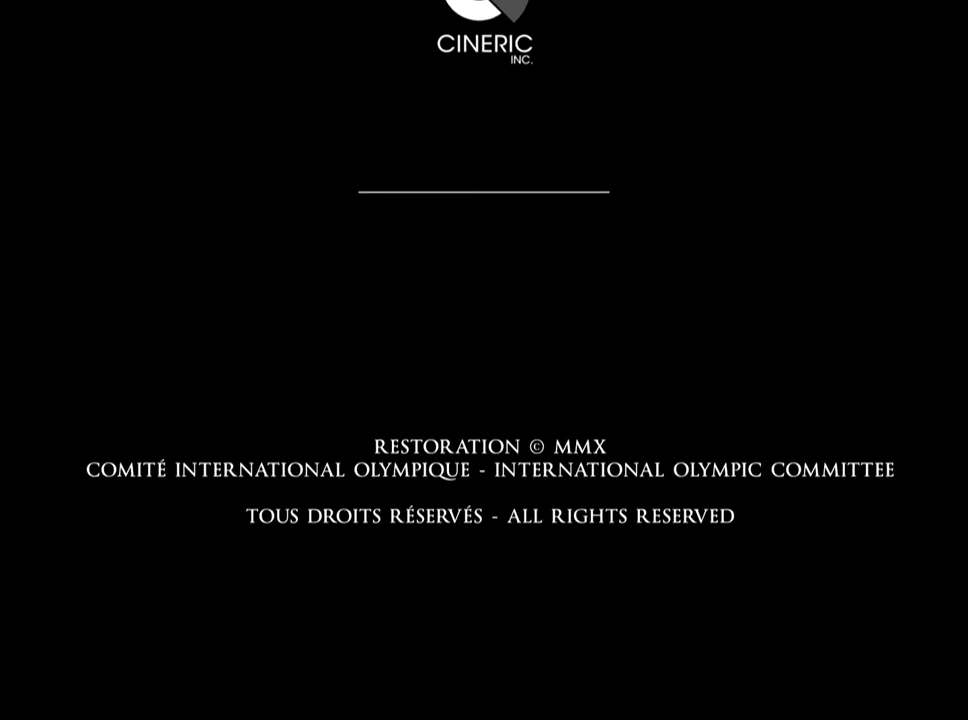 CINERIC
INC.
RESTORATION © MMX
COMITÉ INTERNATIONAL OLYMPIQUE - INTERNATIONAL OLYMPIC COMMITTEE
TOUS DROITS RÉSERVÉS - ALL RIGHTS RESERVED